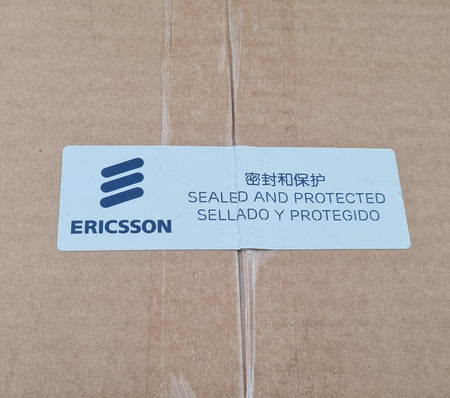 ERICSSON
密封和保护
SEALED AND PROTECTED
SELLADO Y PROTEGIDO